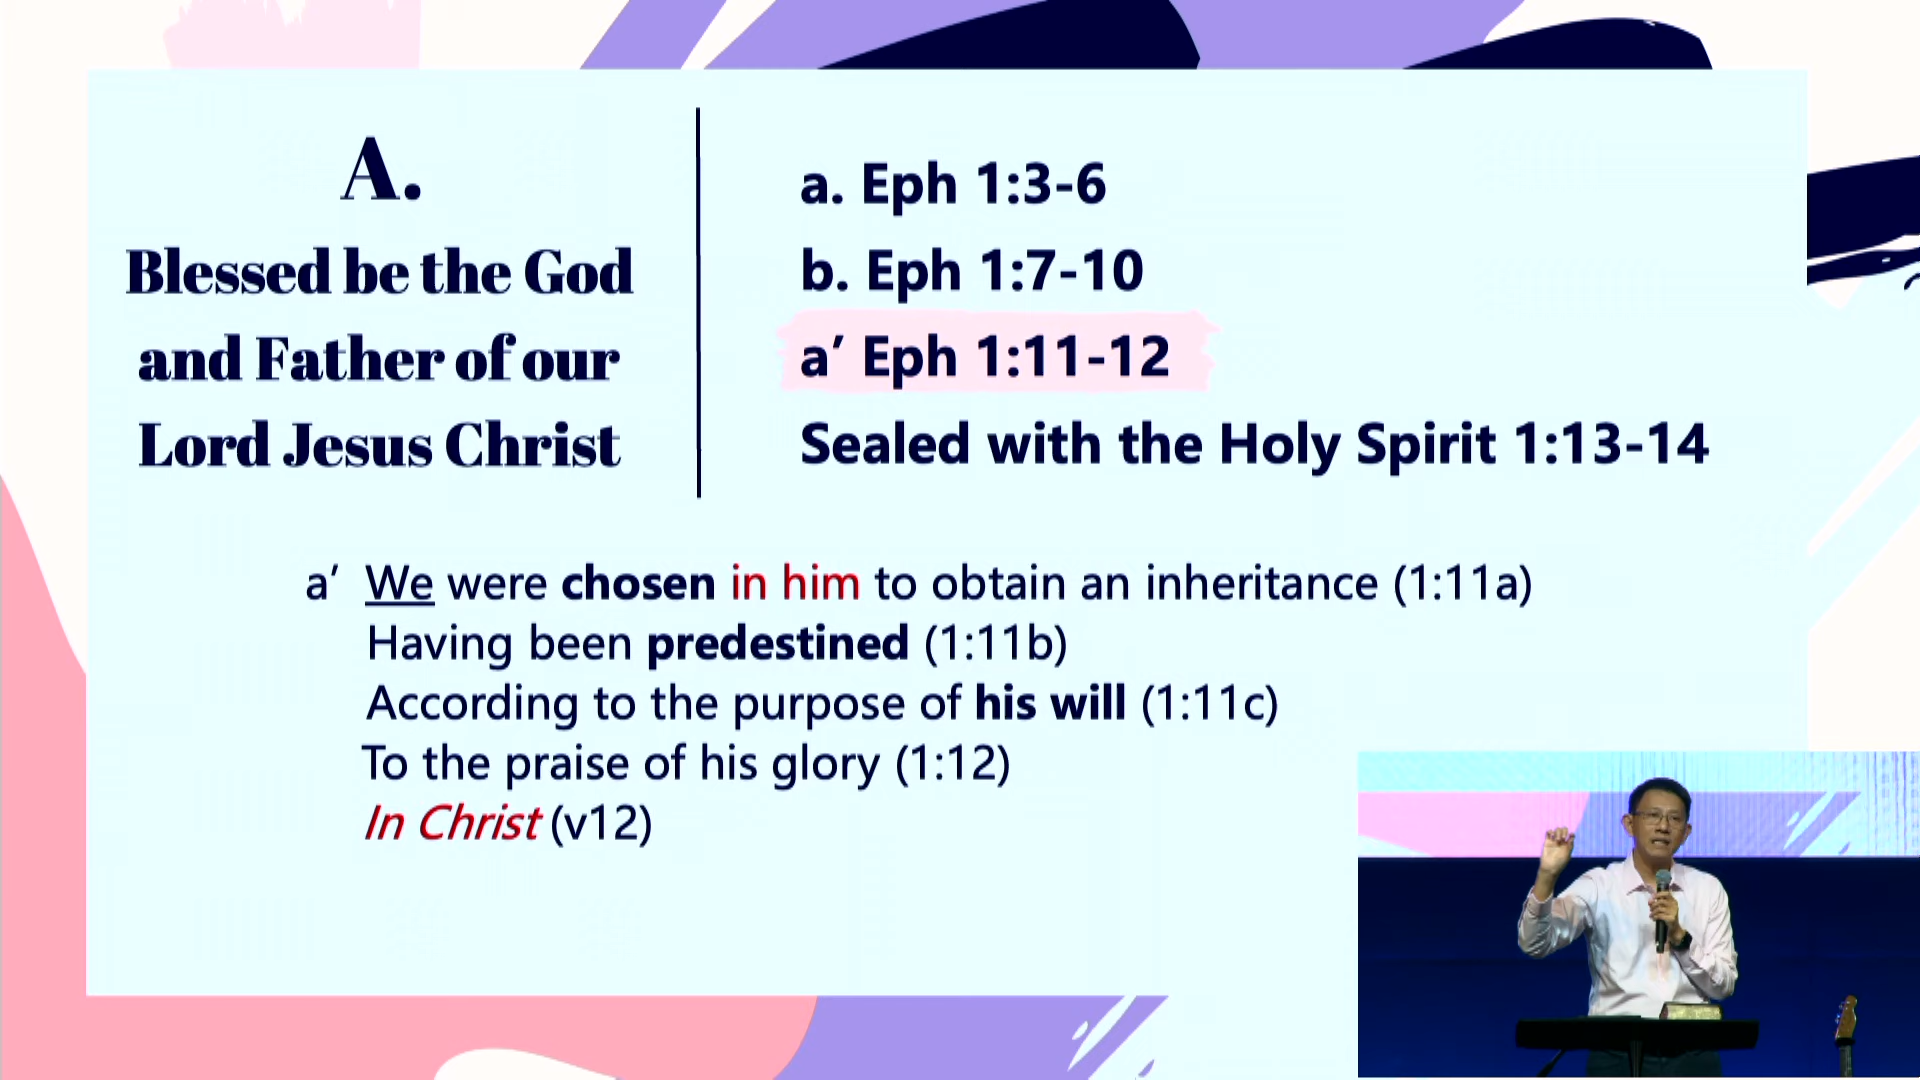 A.
Blessed be the God
and Father of our
Lord Jesus Christ
a. Eph 1:3-6
b. Eph 1:7-10
a′ Eph 1:11-12
Sealed with the Holy Spirit 1:13-14
a′ We were chosen in him to obtain an inheritance (1:11a)
Having been predestined (1:11b)
According to the purpose of his will (1:11c)
To the praise of his glory (1:12)
In Christ (v12)